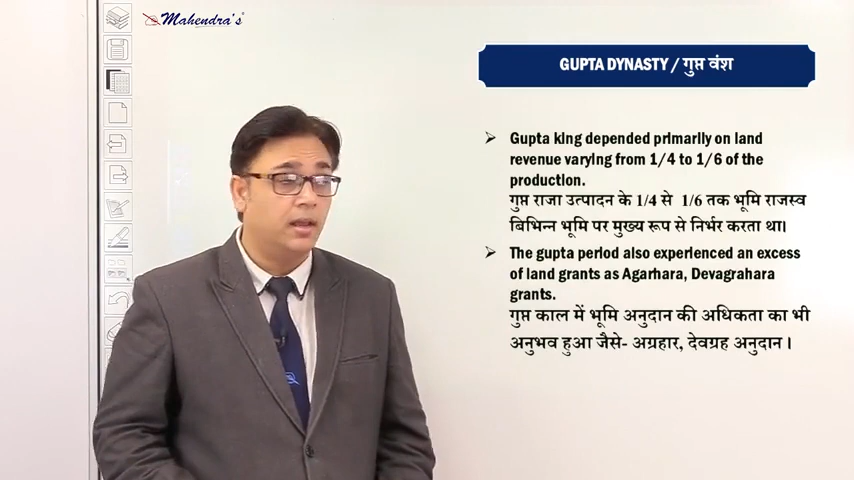 Mahendra's
GUPTA DYNASTY / गुप्त वंश
Gupta king depended primarily on land
revenue varying from 1/4 to 1/6 of the
production.
गुप्त राजा उत्पादन के 1/4 से 1/6 तक भूमि राजस्व
बिभिन्न भूमि पर मुख्य रूप से निर्भर करता था।
The gupta period also experienced an excess
of land grants as Agarhara, Devagrahara
grants.
गुप्त काल में भूमि अनुदान की अधिकता का भी
अनुभव हुआ जैसे- अग्रहार, देवग्रह अनुदान ।